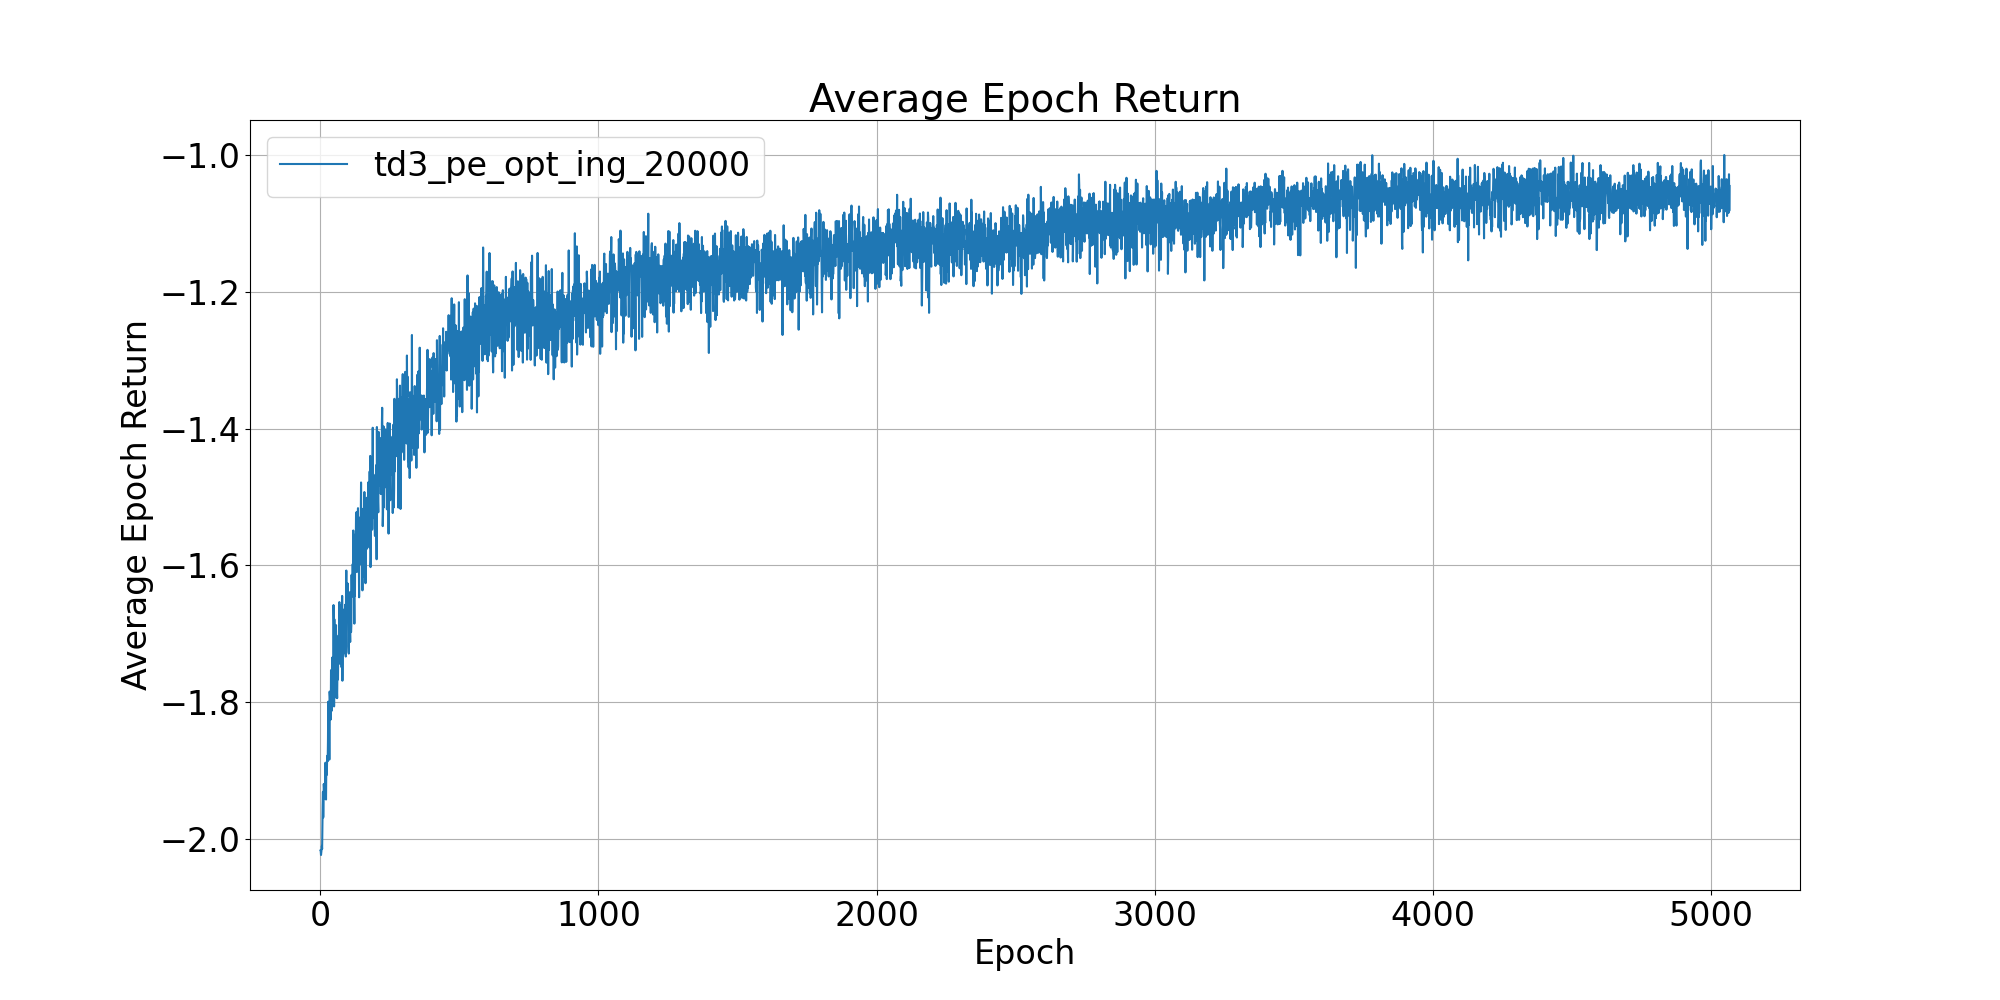 Average Epoch Return
td3_pe_opt_ing_20000
Average Epoch Return
−1.0
−1.2
−1.4
−1.6
−1.8
−2.0
0 1000 2000 3000 4000 5000
Epoch